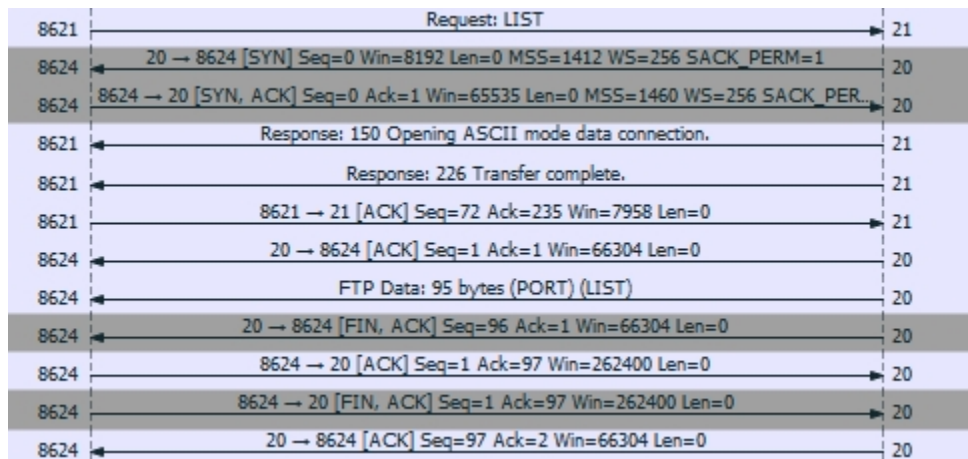 Request: LIST
8621 21
20 → 8624 [SYN] Seq=0 Win=8192 Len=0 MSS=1412 WS=256 SACK_PERM=1
8624 20
8624 → 20 [SYN, ACK] Seq=0 Ack=1 Win=65535 Len=0 MSS=1460 WS=256 SACK_PER...
8624 20
Response: 150 Opening ASCII mode data connection.
8621 21
Response: 226 Transfer complete.
8621 21
8621 → 21 [ACK] Seq=72 Ack=235 Win=7958 Len=0
8621 21
20 → 8624 [ACK] Seq=1 Ack=1 Win=66304 Len=0
8624 20
FTP Data: 95 bytes (PORT) (LIST)
8624 20
20 → 8624 [FIN, ACK] Seq=96 Ack=1 Win=66304 Len=0
8624 20
8624 → 20 [ACK] Seq=1 Ack=97 Win=262400 Len=0
8624 20
8624 → 20 [FIN, ACK] Seq=1 Ack=97 Win=262400 Len=0
8624 20
20 → 8624 [ACK] Seq=97 Ack=2 Win=66304 Len=0
8624 20